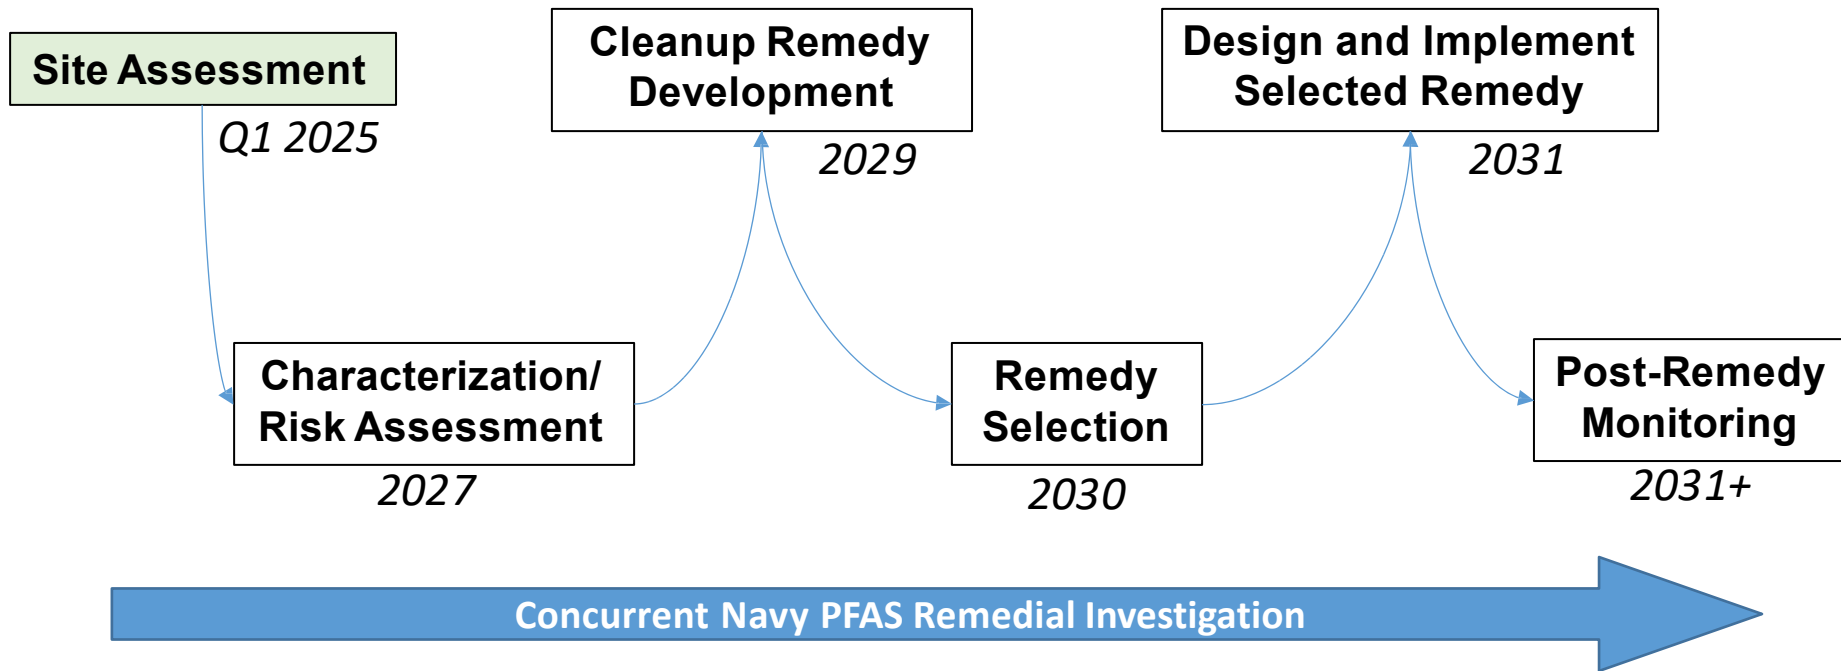 Site Assessment
Q1 2025
Characterization/
Risk Assessment
2027
Cleanup Remedy
Development
2029
Remedy
Selection
2030
Design and Implement
Selected Remedy
2031
Post-Remedy
Monitoring
2031+
Concurrent Navy PFAS Remedial Investigation